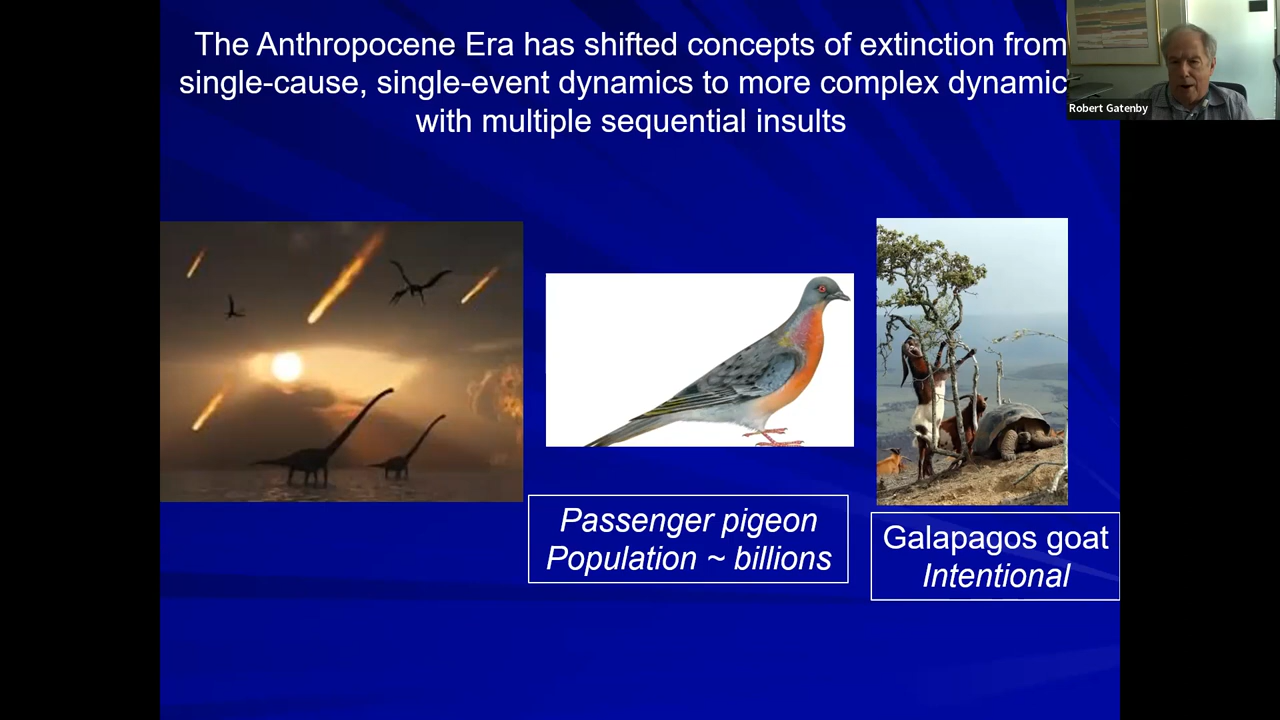 The Anthropocene Era has shifted concepts of extinction from
single-cause, single-event dynamics to more complex dynamic
with multiple sequential insults
Robert Gatenby
Passenger pigeon
Population ~ billions
Galapagos goat
Intentional